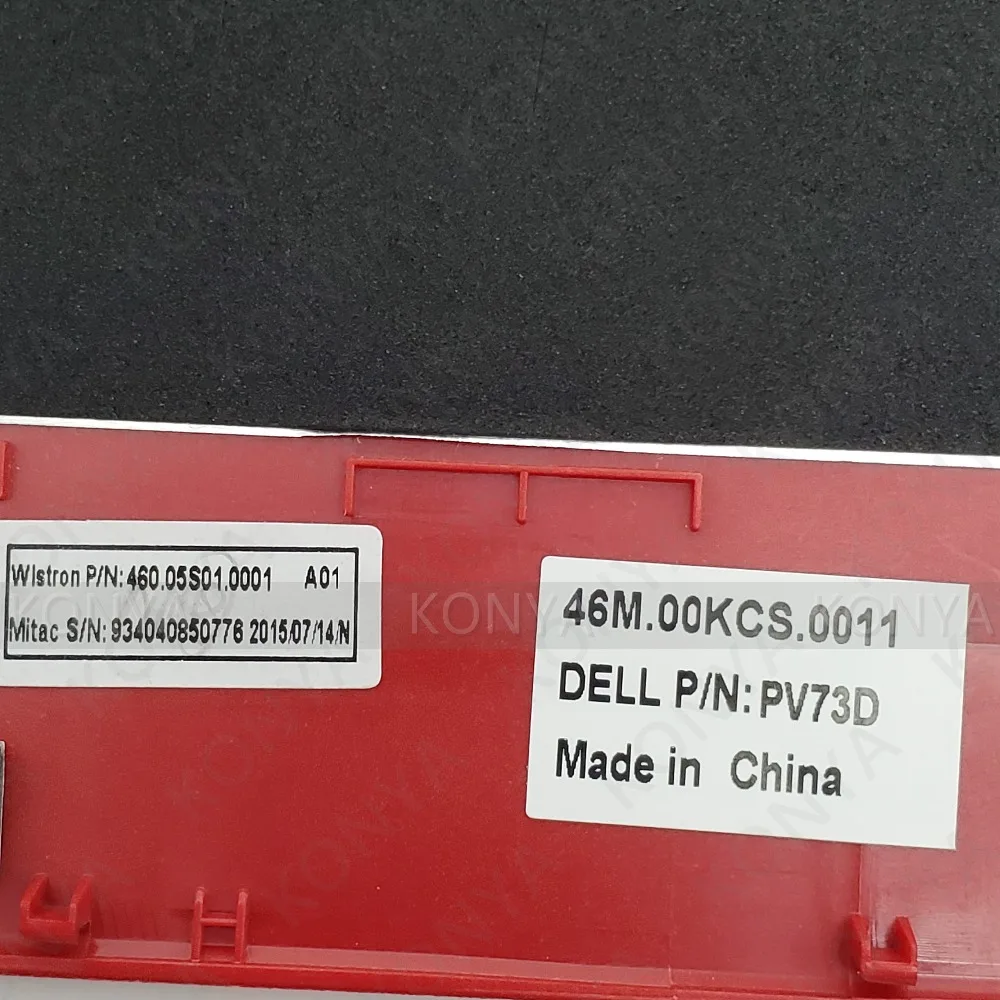 Wistron P/N: 460.05S01.0001 A01
Mitac S/N: 934040850776 2015/07/14/N
46M.00KCS.0011
DELL P/N: PV73D
Made in China
KONYA KONYA KONYA